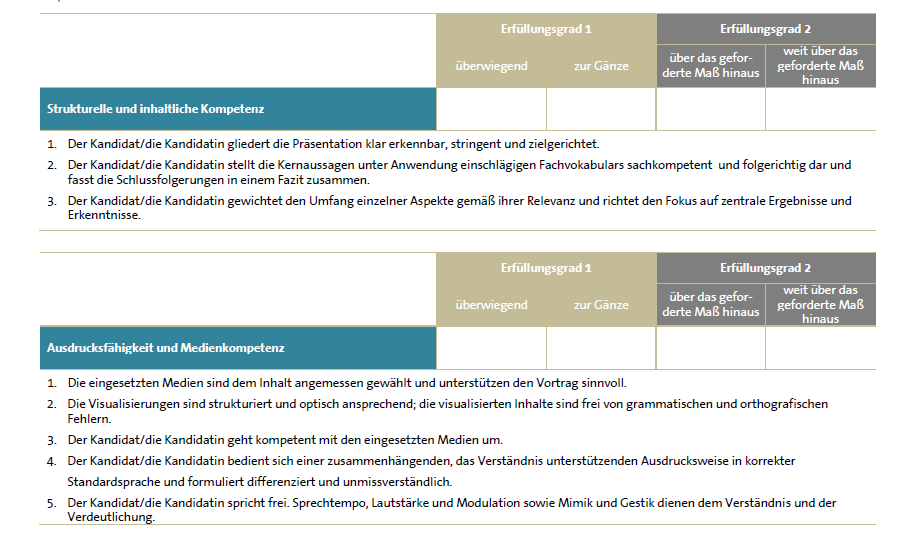 Erfüllungsgrad 1 Erfüllungsgrad 2
überwiegend zur Gänze über das gefor-
derte Maß hinaus weit über das
geforderte Maß
hinaus
Strukturelle und inhaltliche Kompetenz
1. Der Kandidat/die Kandidatin gliedert die Präsentation klar erkennbar, stringent und zielgerichtet.
2. Der Kandidat/die Kandidatin stellt die Kernaussagen unter Anwendung einschlägigen Fachvokabulars sachkompetent und folgerichtig dar und
fasst die Schlussfolgerungen in einem Fazit zusammen.
3. Der Kandidat/die Kandidatin gewichtet den Umfang einzelner Aspekte gemäß ihrer Relevanz und richtet den Fokus auf zentrale Ergebnisse und
Erkenntnisse.
Erfüllungsgrad 1 Erfüllungsgrad 2
überwiegend zur Gänze über das gefor-
derte Maß hinaus weit über das
geforderte Maß
hinaus
Ausdrucksfähigkeit und Medienkompetenz
1. Die eingesetzten Medien sind dem Inhalt angemessen gewählt und unterstützen den Vortrag sinnvoll.
2. Die Visualisierungen sind strukturiert und optisch ansprechend; die visualisierten Inhalte sind frei von grammatischen und orthografischen
Fehlern.
3. Der Kandidat/die Kandidatin geht kompetent mit den eingesetzten Medien um.
4. Der Kandidat/die Kandidatin bedient sich einer zusammenhängenden, das Verständnis unterstützenden Ausdrucksweise in korrekter
Standardsprache und formuliert differenziert und unmissverständlich.
5. Der Kandidat/die Kandidatin spricht frei. Sprechtempo, Lautstärke und Modulation sowie Mimik und Gestik dienen dem Verständnis und der
Verdeutlichung.